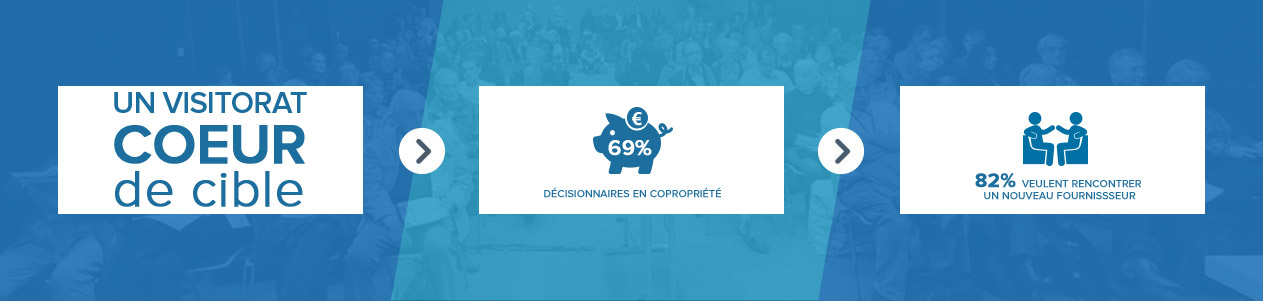 UN VISITORAT
COEUR
de cible
€
69%
DÉCISIONNAIRES EN COPROPRIÉTÉ
82% VEULENT RENCONTRER
UN NOUVEAU FOURNISSSEUR